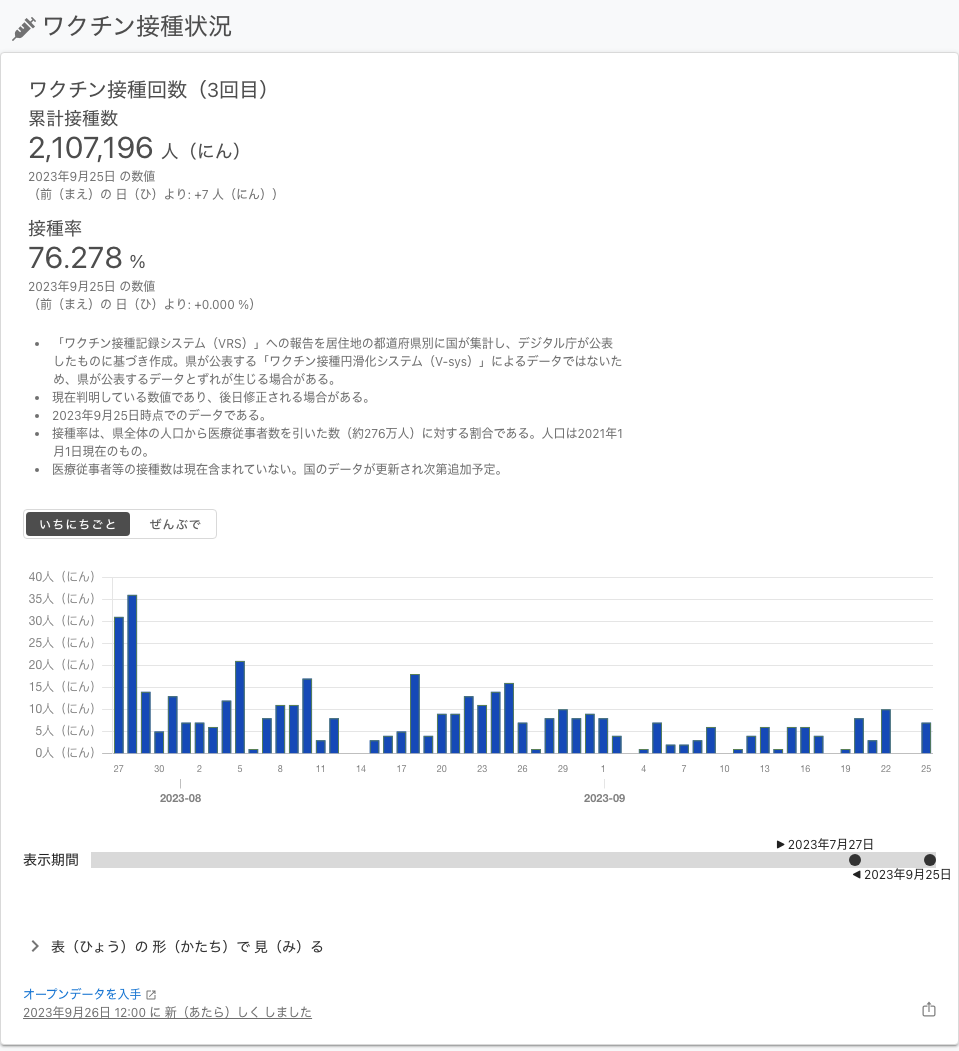 ワクチン接種状況
ワクチン接種回数（3回目）
累計接種数
2,107,196 人（にん）
2023年9月25日 の数値
（前（まえ）の 日（ひ）より: +7 人（にん））
接種率
76.278 %
2023年9月25日 の数値
（前（まえ）の 日（ひ）より: +0.000 %）
• 「ワクチン接種記録システム（VRS）」への報告を居住地の都道府県別に国が集計し、デジタル庁が公表
したものに基づき作成。県が公表する「ワクチン接種円滑化システム（V-sys）」によるデータではないた
め、県が公表するデータとずれが生じる場合がある。
• 現在判明している数値であり、後日修正される場合がある。
• 2023年9月25日時点でのデータである。
• 接種率は、県全体の人口から医療従事者数を引いた数（約276万人）に対する割合である。人口は2021年1
月1日現在のもの。
• 医療従事者等の接種数は現在含まれていない。国のデータが更新され次第追加予定。
いちにちごと ぜんぶで
40人（にん）
35人（にん）
30人（にん）
25人（にん）
20人（にん）
15人（にん）
10人（にん）
5人（にん）
0人（にん）
27 30 2 5 8 11 14 17 20 23 26 29 1 4 7 10 13 16 19 22 25
2023-08 2023-09
▶ 2023年7月27日
表示期間
◀ 2023年9月25日
表（ひょう）の 形（かたち）で 見（み）る
オープンデータを入手
2023年9月26日 12:00 に 新（あたら）しく しました